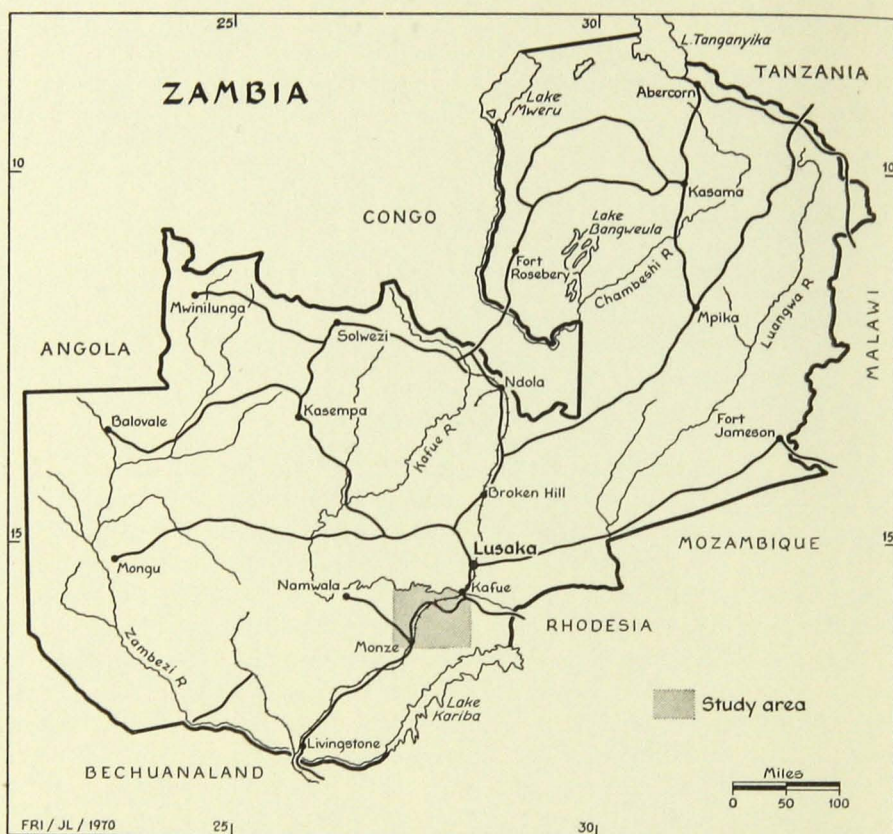 25
30
L. Tanganyika
TANZANIA
ZAMBIA
Lake
Mweru
Abercorn
10
10
Kasama
CONGO
Lake
Bangweula
Fort
Rosebery
Chambeshi R
Luangwa R
Mwinilunga
Mpika
MALAWI
Solwezi
ANGOLA
Ndola
Balovale
Kasempa
Kafue R
Fort
Jameson
Broken Hill
15
15
Lusaka
MOZAMBIQUE
Mongu
Namwala
Kafue
RHODESIA
Monze
Zambezi R
Lake
Kariba
Study area
Livingstone
BECHUANALAND
Miles
0 50 100
FRI / JL / 1970
25
30